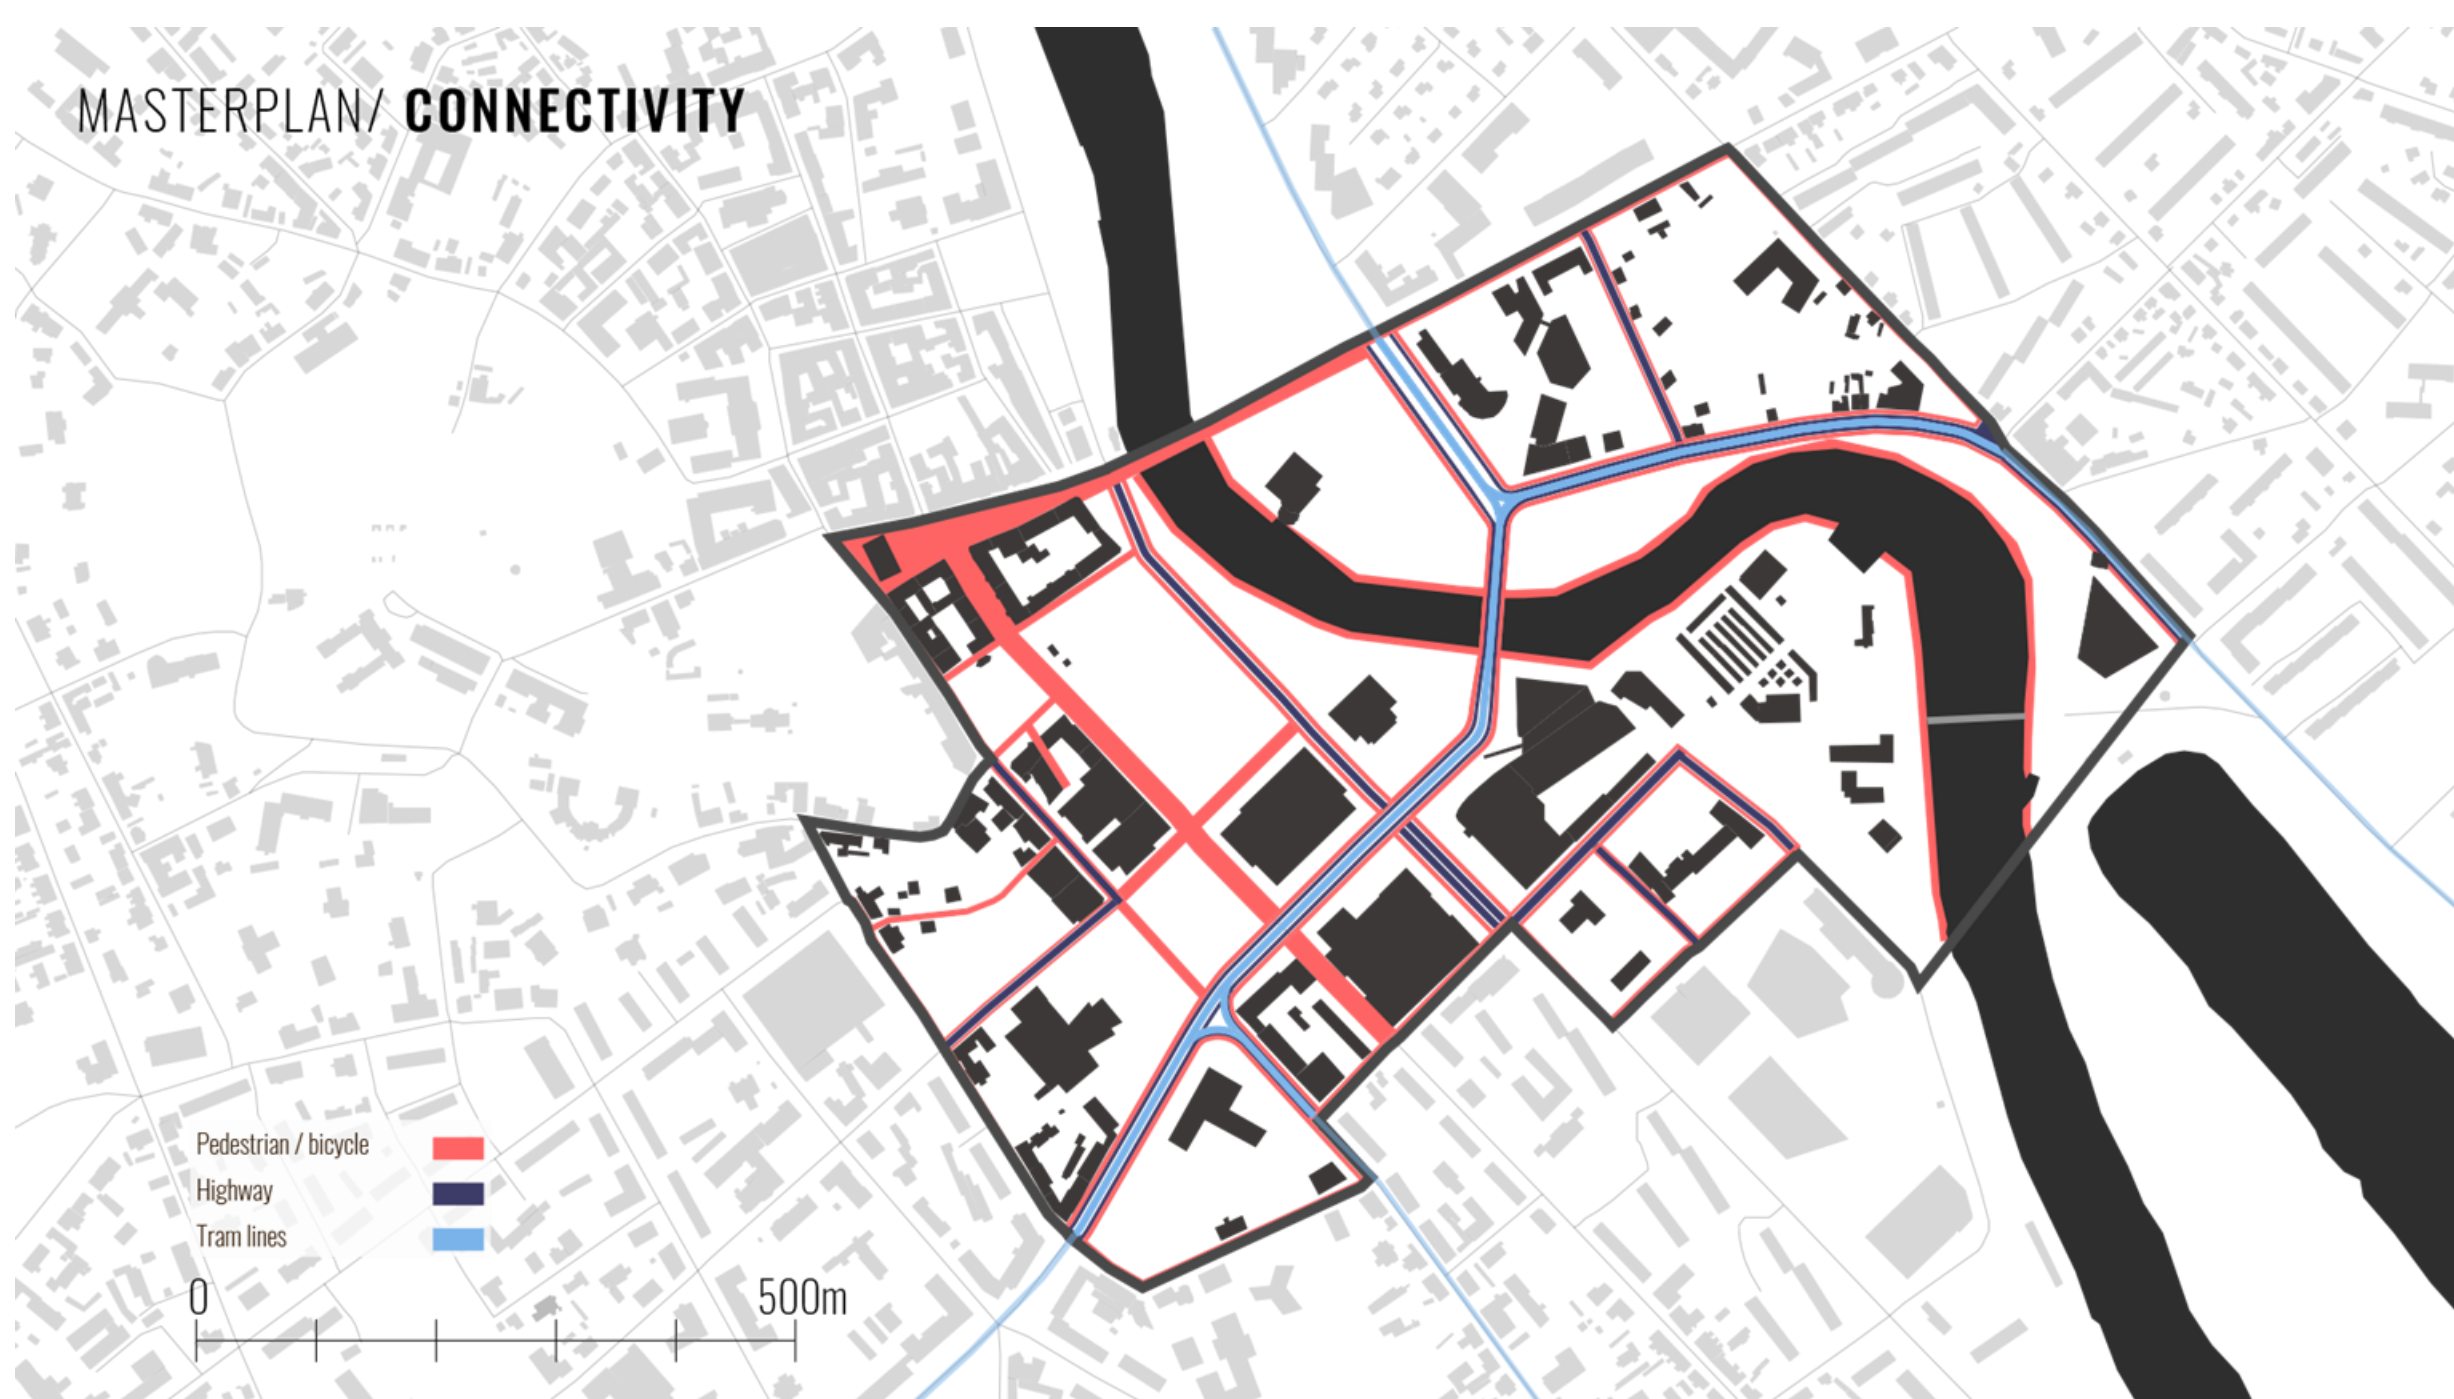 MASTERPLAN/ CONNECTIVITY
Pedestrian / bicycle
Highway
Tram lines
0 500m